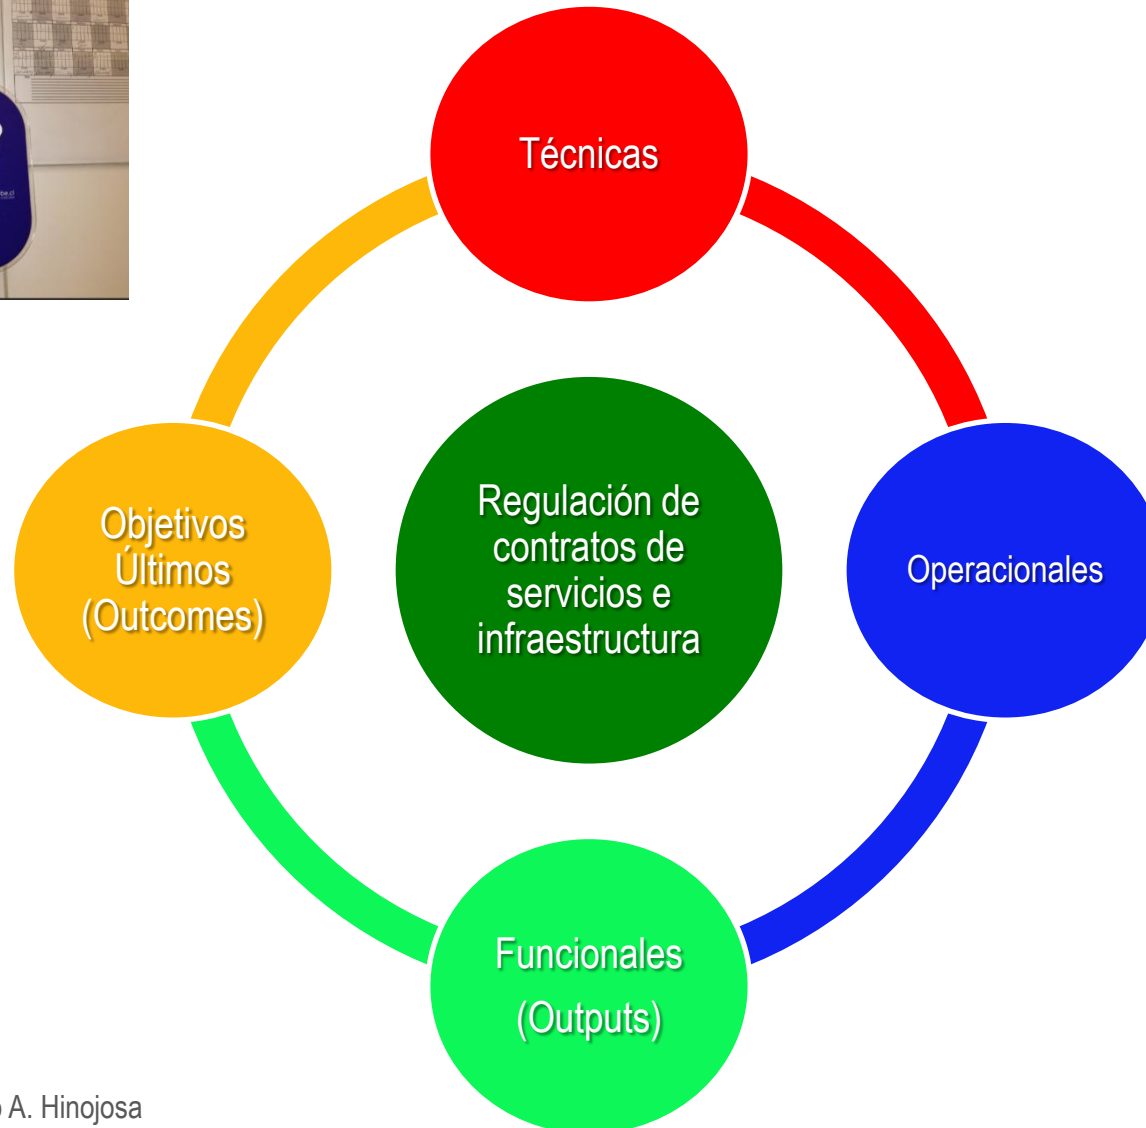 Técnicas
Objetivos
Últimos
(Outcomes)
Regulación de
contratos de
servicios e
infraestructura
Operacionales
Funcionales
(Outputs)
A. Hinojosa